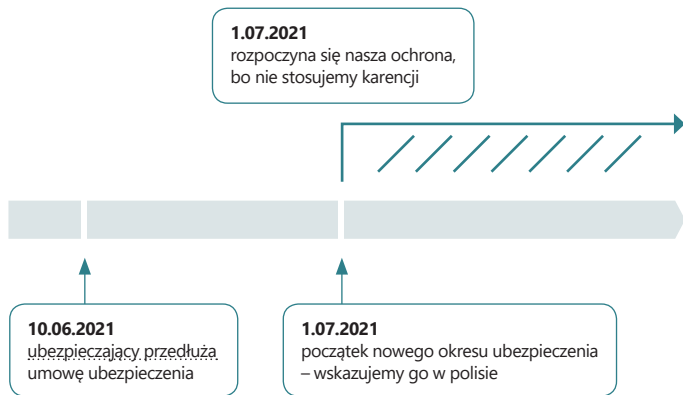 1.07.2021
rozpoczyna się nasza ochrona,
bo nie stosujemy karencji
10.06.2021
ubezpieczający przedłuża
umowę ubezpieczenia
1.07.2021
początek nowego okresu ubezpieczenia
– wskazujemy go w polisie